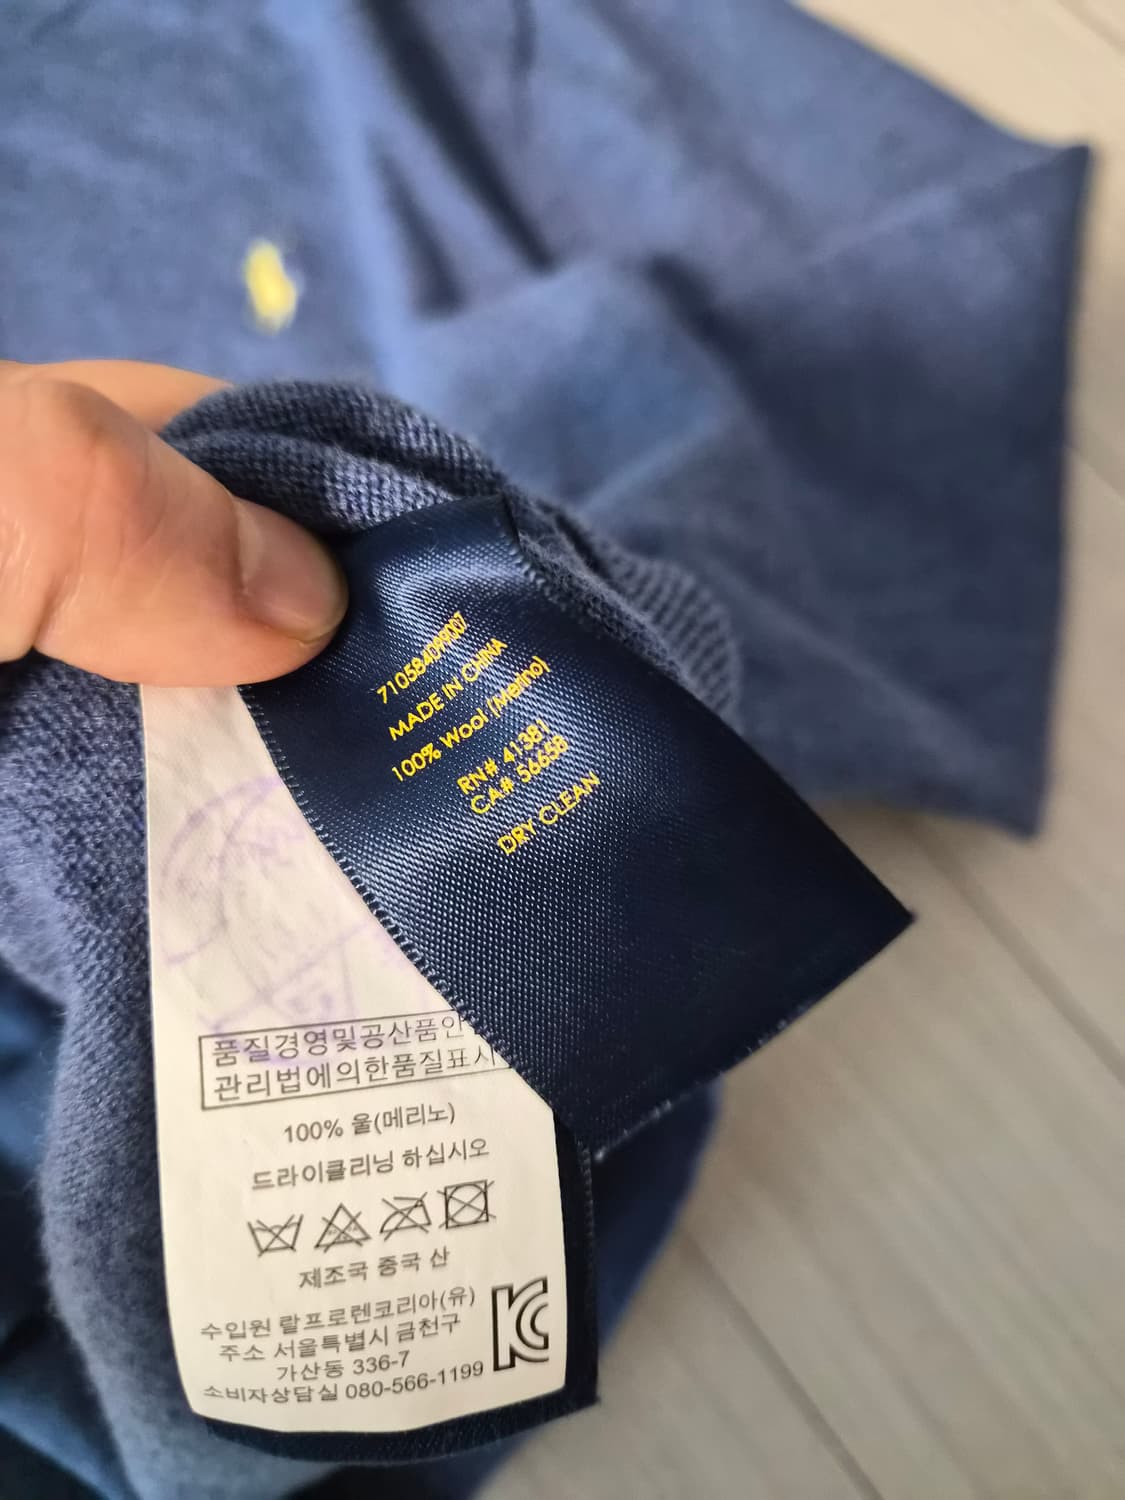 710584099007
MADE IN CHINA
100% Wool (Merino)
RN# 41381
CA# 56658
DRY CLEAN
품질경영및공산품안
관리법에의한품질표시
100% 울(메리노)
드라이클리닝 하십시오
제조국 중국 산
수입원 랄프로렌코리아(유)
주소 서울특별시 금천구
가산동 336-7
소비자상담실 080-566-1199